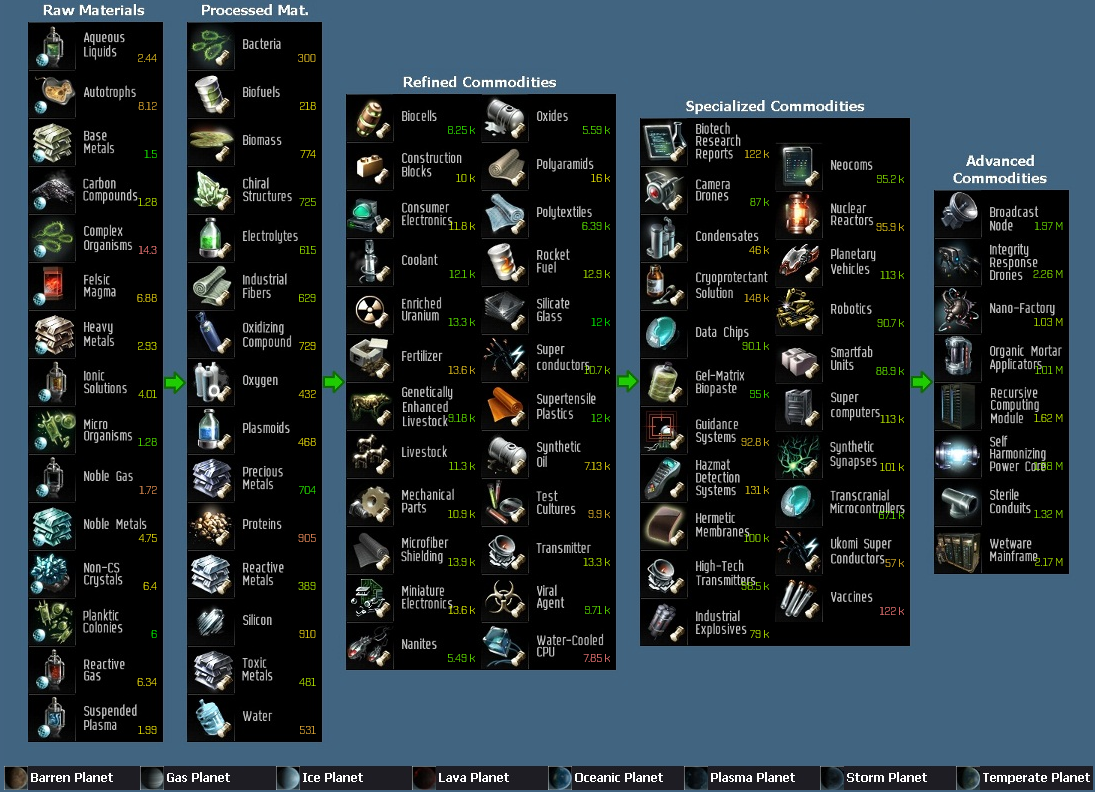 Raw Materials
Aqueous
Liquids
2.44
Autotrophs
8.12
Base
Metals
1.5
Carbon
Compounds
1.28
Complex
Organisms
14.3
Felsic
Magma
6.88
Heavy
Metals
2.93
Ionic
Solutions
4.01
Micro
Organisms
1.28
Noble Gas
1.72
Noble Metals
4.75
Non-CS
Crystals
6.4
Planktic
Colonies
6
Reactive
Gas
6.34
Suspended
Plasma
1.99
Processed Mat.
Bacteria
300
Biofuels
218
Biomass
774
Chiral
Structures
725
Electrolytes
615
Industrial
Fibers
629
Oxidizing
Compound
729
Oxygen
432
Plasmoids
468
Precious
Metals
704
Proteins
905
Reactive
Metals
389
Silicon
910
Toxic
Metals
481
Water
531
Refined Commodities
Biocells
8.25 k
Construction
Blocks
10 k
Consumer
Electronics
11.8 k
Coolant
12.1 k
Enriched
Uranium
13.3 k
Fertilizer
13.6 k
Genetically
Enhanced
Livestock
9.18 k
Livestock
11.3 k
Mechanical
Parts
10.9 k
Microfiber
Shielding
13.9 k
Miniature
Electronics
13.6 k
Nanites
5.49 k
Oxides
5.59 k
Polyaramids
16 k
Polytextiles
6.39 k
Rocket
Fuel
12.9 k
Silicate
Glass
12 k
Super
conductors
10.7 k
Supertensile
Plastics
12 k
Synthetic
Oil
7.13 k
Test
Cultures
9.9 k
Transmitter
13.3 k
Viral
Agent
9.71 k
Water-Cooled
CPU
7.85 k
Specialized Commodities
Biotech
Research
Reports
122 k
Camera
Drones
87 k
Condensates
46 k
Cryoprotectant
Solution
148 k
Data Chips
90.1 k
Gel-Matrix
Biopaste
95 k
Guidance
Systems
92.8 k
Hazmat
Detection
Systems
131 k
Hermetic
Membranes
100 k
High-Tech
Transmitters
Industrial
Explosives
79 k
Neocoms
95.2 k
Nuclear
Reactors
95.9 k
Planetary
Vehicles
113 k
Robotics
90.7 k
Smartfab
Units
88.9 k
Super
computers
113 k
Synthetic
Synapses
101 k
Transcranial
Microcontrollers
Ukomi Super
Conductors
57 k
Vaccines
122 k
Advanced
Commodities
Broadcast
Node
1.97 M
Integrity
Response
Drones
2.26 M
Nano-Factory
1.03 M
Organic Mortar
Applicators
1.01 M
Recursive
Computing
Module
1.62 M
Self
Harmonizing
Power Core
Sterile
Conduits
1.32 M
Wetware
Mainframe
2.17 M
Barren Planet
Gas Planet
Ice Planet
Lava Planet
Oceanic Planet
Plasma Planet
Storm Planet
Temperate Planet